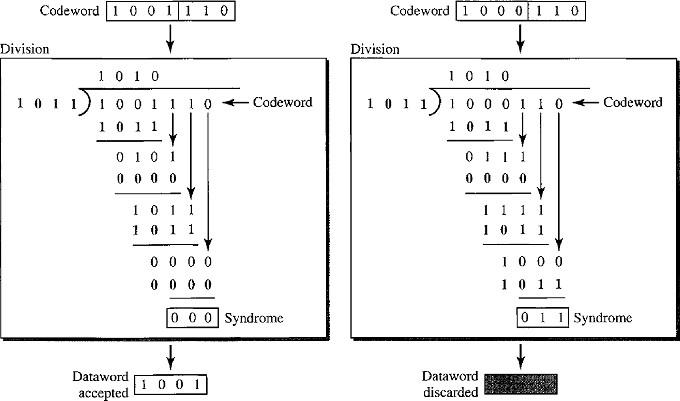 Codeword 1 0 0 1 1 1 0
Division
1 0 1 0
1 0 1 1 1 0 0 1 1 1 0 Codeword
1 0 1 1
0 1 0 1
0 0 0 0
1 0 1 1
1 0 1 1
0 0 0 0
0 0 0 0
0 0 0 Syndrome
Dataword
accepted 1 0 0 1
Codeword 1 0 0 0 1 1 0
Division
1 0 1 0
1 0 1 1 1 0 0 0 1 1 0 Codeword
1 0 1 1
0 1 1 1
0 0 0 0
1 1 1 1
1 0 1 1
1 0 0 0
1 0 1 1
0 1 1 Syndrome
Dataword
discarded